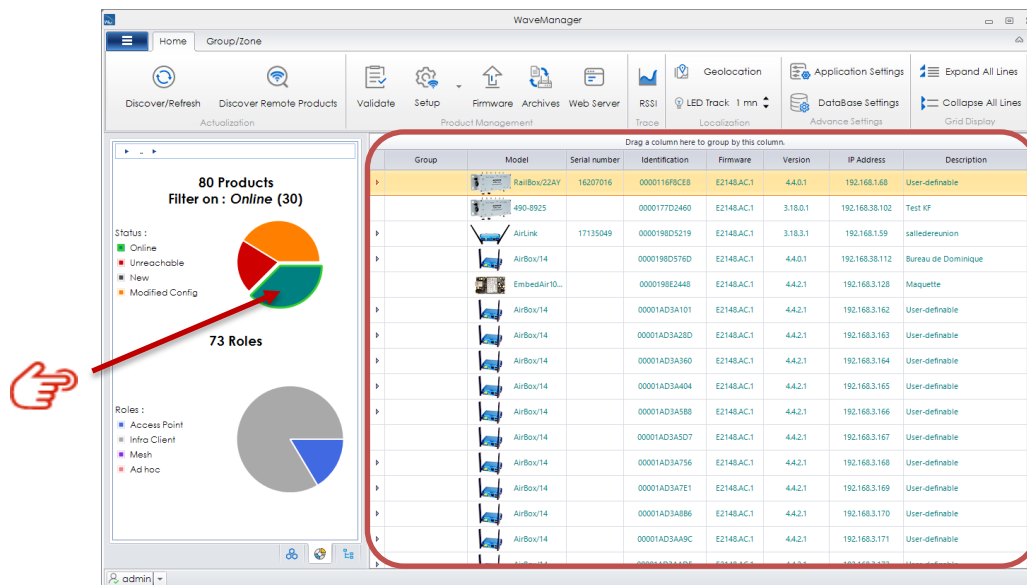 WaveManager
Home Group/Zone
Discover/Refresh Discover Remote Products
Actualization
Validate Setup Firmware Archives Web Server
Product Management
RSSI
Trace
Geolocation
LED Track 1 mn
Localization
Application Settings
DataBase Settings
Advance Settings
Expand All Lines
Collapse All Lines
Grid Display
..
80 Products
Filter on : Online (30)
Status :
Online
Unreachable
New
Modified Config
73 Roles
Roles :
Access Point
Infra Client
Mesh
Ad hoc
Drag a column here to group by this column.
Group Model Serial number Identification Firmware Version IP Address Description
RailBox/22AY 16207016 0000116F8CE8 E2148.AC.1 4.4.0.1 192.168.1.68 User-definable
490-8925 0000177D2460 E2148.AC.1 3.18.0.1 192.168.38.102 Test KF
AirLink 17135049 0000198D5219 E2148.AC.1 3.18.3.1 192.168.1.59 salledereunion
AirBox/14 0000198D576D E2148.AC.1 4.4.0.1 192.168.38.112 Bureau de Dominique
EmbedAir10... 0000198E2448 E2148.AC.1 4.4.2.1 192.168.3.128 Maquette
AirBox/14 00001AD3A101 E2148.AC.1 4.4.2.1 192.168.3.162 User-definable
AirBox/14 00001AD3A28D E2148.AC.1 4.4.2.1 192.168.3.163 User-definable
AirBox/14 00001AD3A360 E2148.AC.1 4.4.2.1 192.168.3.164 User-definable
AirBox/14 00001AD3A404 E2148.AC.1 4.4.2.1 192.168.3.165 User-definable
AirBox/14 00001AD3A5B8 E2148.AC.1 4.4.2.1 192.168.3.166 User-definable
AirBox/14 00001AD3A5D7 E2148.AC.1 4.4.2.1 192.168.3.167 User-definable
AirBox/14 00001AD3A756 E2148.AC.1 4.4.2.1 192.168.3.168 User-definable
AirBox/14 00001AD3A7E1 E2148.AC.1 4.4.2.1 192.168.3.169 User-definable
AirBox/14 00001AD3A8B6 E2148.AC.1 4.4.2.1 192.168.3.170 User-definable
AirBox/14 00001AD3AA9C E2148.AC.1 4.4.2.1 192.168.3.171 User-definable
admin